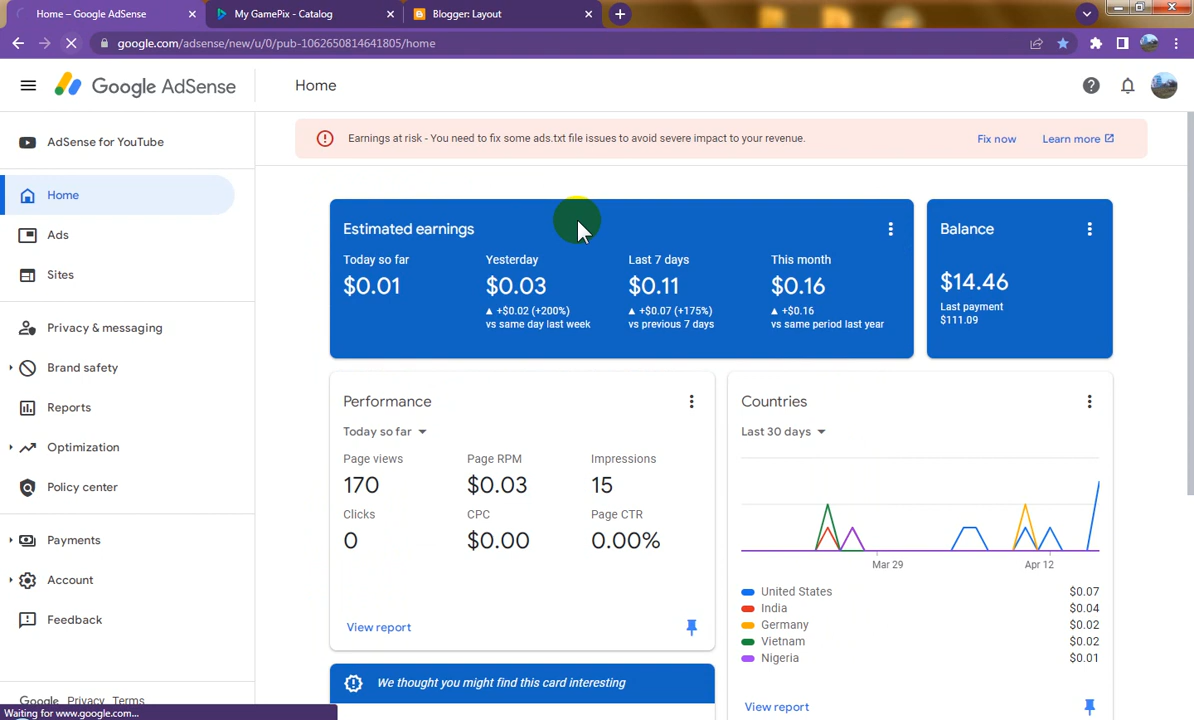 Home – Google AdSense
My GamePix - Catalog
Blogger: Layout
google.com/adsense/new/u/0/pub-1062650814641805/home
Google AdSense
Home
Earnings at risk - You need to fix some ads.txt file issues to avoid severe impact to your revenue.
Fix now
Learn more
AdSense for YouTube
Home
Ads
Sites
Privacy & messaging
Brand safety
Reports
Optimization
Policy center
Payments
Account
Feedback
Google Privacy Terms
Waiting for www.google.com...
Estimated earnings
Today so far
$0.01
Yesterday
$0.03
▲ +$0.02 (+200%)
vs same day last week
Last 7 days
$0.11
▲ +$0.07 (+175%)
vs previous 7 days
This month
$0.16
▲ +$0.16
vs same period last year
Balance
$14.46
Last payment
$111.09
Performance
Today so far
Page views
170
Page RPM
$0.03
Impressions
15
Clicks
0
CPC
$0.00
Page CTR
0.00%
View report
Countries
Last 30 days
Mar 29
Apr 12
United States $0.07
India $0.04
Germany $0.02
Vietnam $0.02
Nigeria $0.01
View report
We thought you might find this card interesting